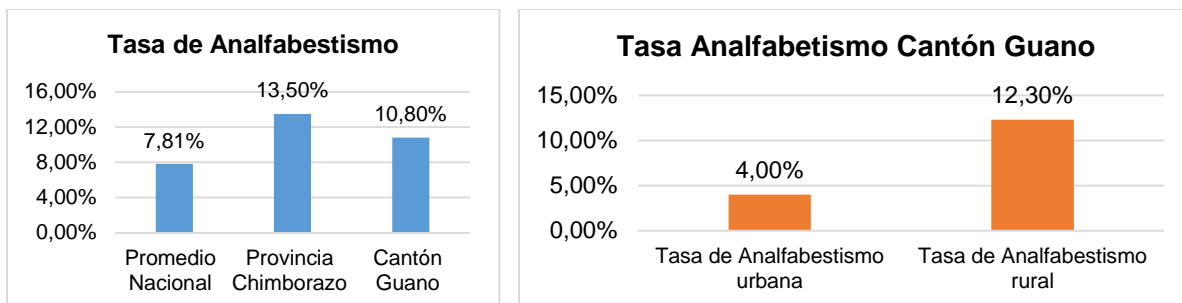 Tasa de Analfabestismo
16,00%
12,00%
8,00%
4,00%
0,00%
7,81%
13,50%
10,80%
Promedio
Nacional
Provincia
Chimborazo
Cantón
Guano
Tasa Analfabetismo Cantón Guano
15,00%
10,00%
5,00%
0,00%
4,00%
12,30%
Tasa de Analfabestismo
urbana
Tasa de Analfabestismo
rural